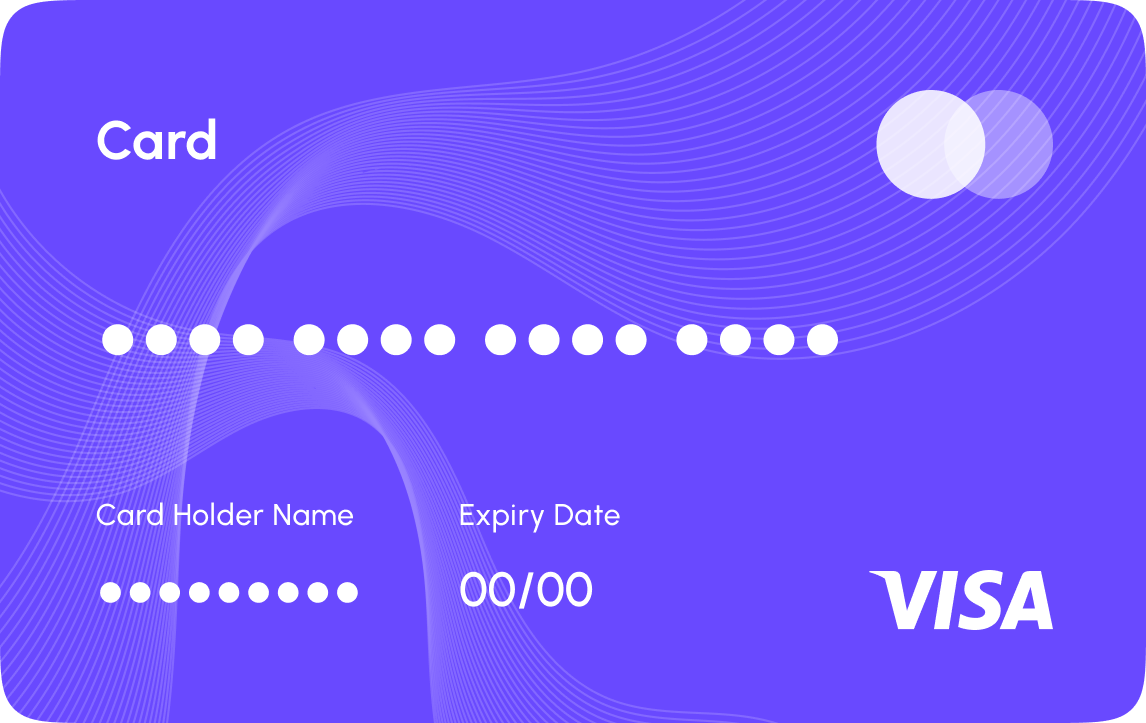 Card
•••• •••• •••• ••••
Card Holder Name
Expiry Date
•••••••••
00/00
VISA